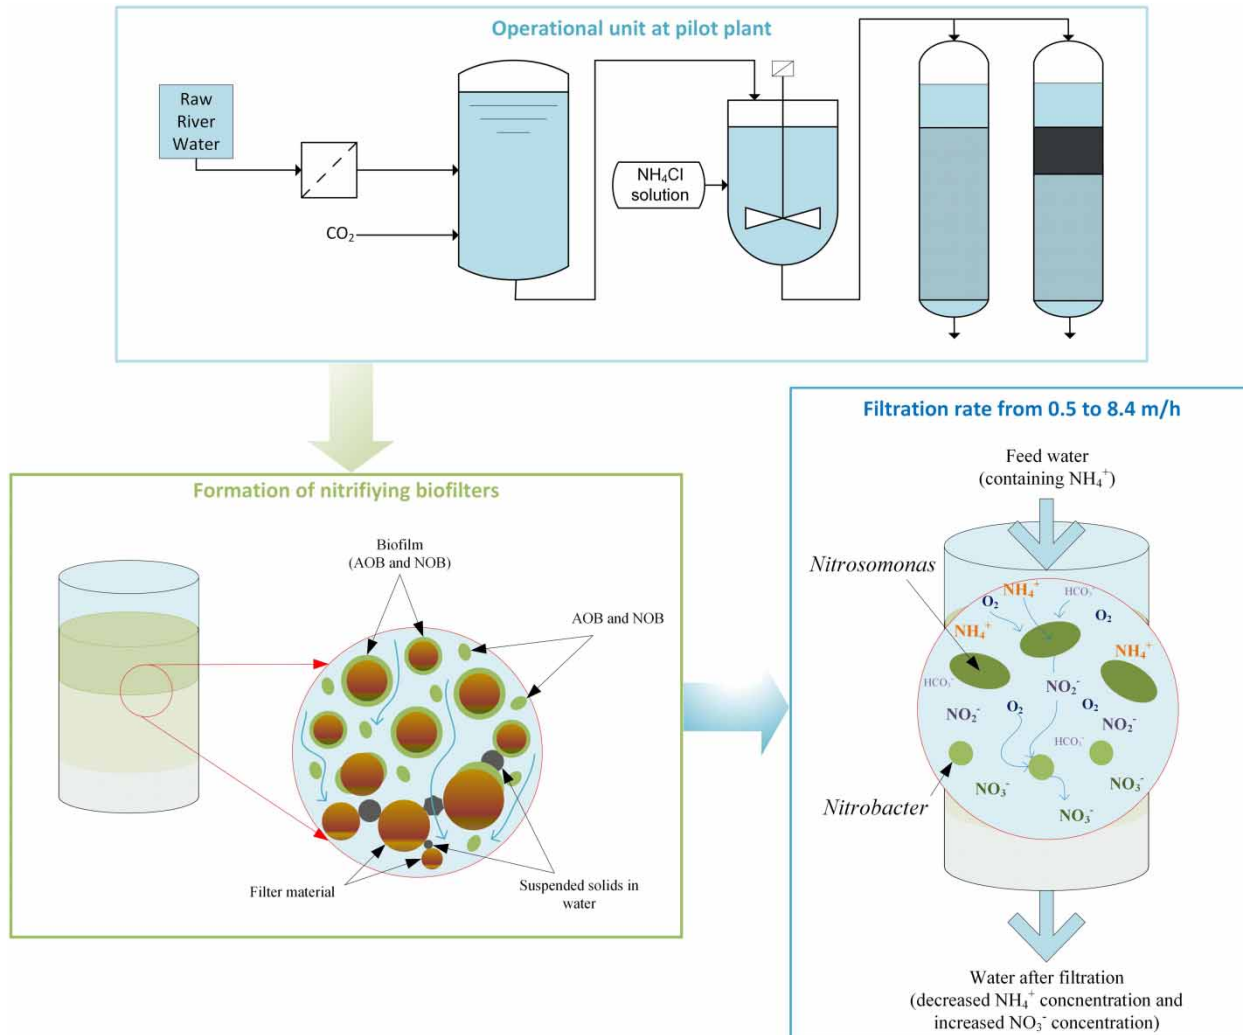 Operational unit at pilot plant
Raw
River
Water
CO₂
NH₄Cl
solution
Formation of nitrifiying biofilters
Biofilm
(AOB and NOB)
AOB and NOB
Filter material
Suspended solids in
water
Filtration rate from 0.5 to 8.4 m/h
Feed water
(containing NH₄⁺)
Nitrosomonas
NH₄⁺
HCO₃⁻
O₂
O₂
NH₄⁺
NH₄⁺
HCO₃⁻
NO₂⁻
O₂
O₂
NO₂⁻
NO₂⁻
HCO₃⁻
Nitrobacter
NO₃⁻
NO₃⁻
NO₃⁻
Water after filtration
(decreased NH₄⁺ concnentration and
increased NO₃⁻ concentration)